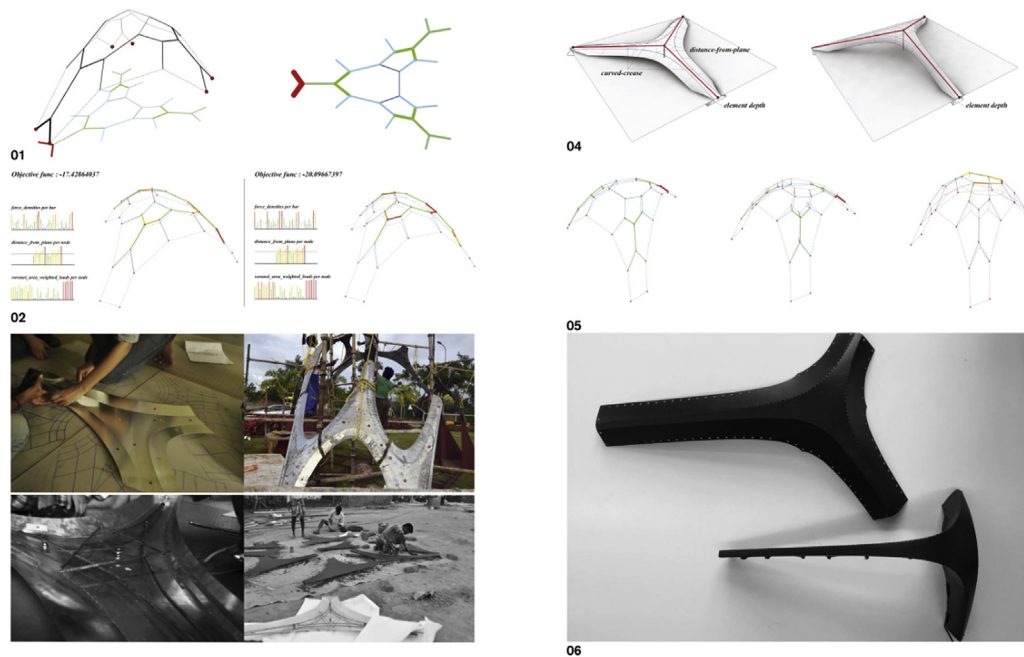 01
Objective func : -17.42864037
force_densities per bar
distance_from_plane per node
voronoi_area_weighted_loads per node
Objective func : -20.09667397
force_densities per bar
distance_from_plane per node
voronoi_area_weighted_loads per node
02
distance-from-plane
curved-crease
element depth
element depth
04
05
06